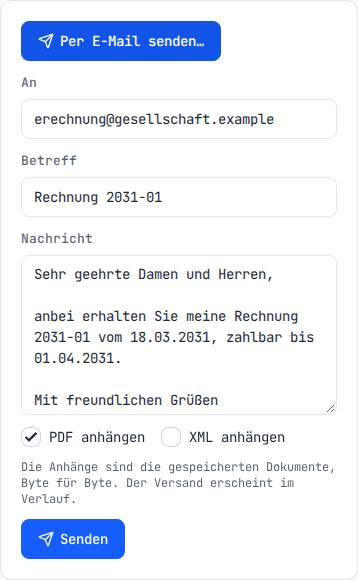 Per E-Mail senden…
An
erechnung@gesellschaft.example
Betreff
Rechnung 2031-01
Nachricht
Sehr geehrte Damen und Herren,
anbei erhalten Sie meine Rechnung
2031-01 vom 18.03.2031, zahlbar bis
01.04.2031.
Mit freundlichen Grüßen
PDF anhängen XML anhängen
Die Anhänge sind die gespeicherten Dokumente,
Byte für Byte. Der Versand erscheint im
Verlauf.
Senden